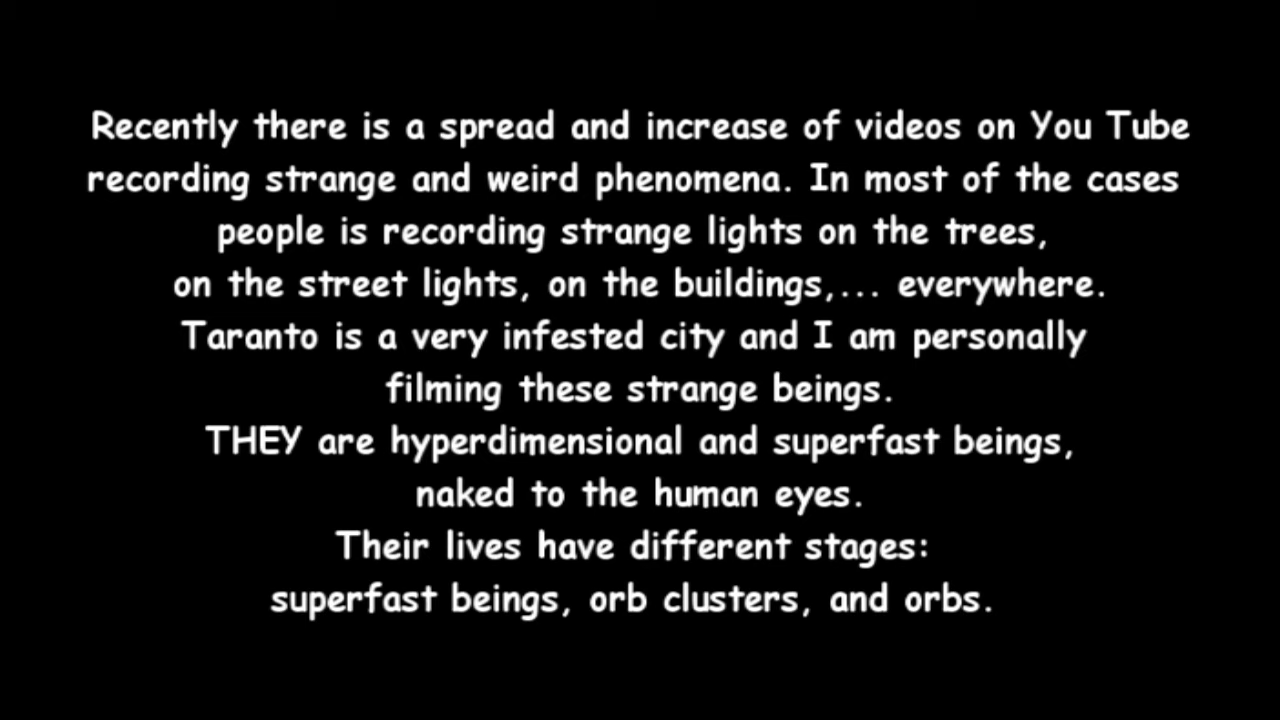 Recently there is a spread and increase of videos on You Tube
recording strange and weird phenomena. In most of the cases
people is recording strange lights on the trees,
on the street lights, on the buildings,... everywhere.
Taranto is a very infested city and I am personally
filming these strange beings.
THEY are hyperdimensional and superfast beings,
naked to the human eyes.
Their lives have different stages:
superfast beings, orb clusters, and orbs.